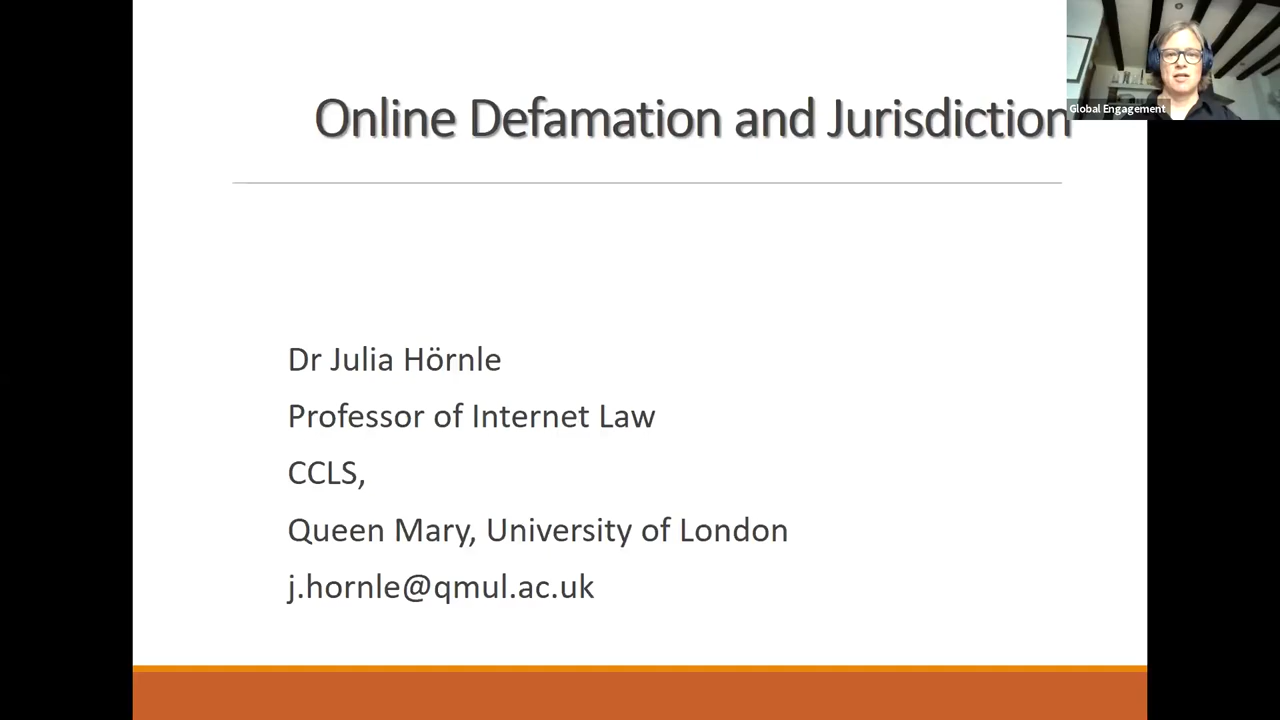 Online Defamation and Jurisdiction
Global Engagement
Dr Julia Hörnle
Professor of Internet Law
CCLS,
Queen Mary, University of London
j.hornle@qmul.ac.uk